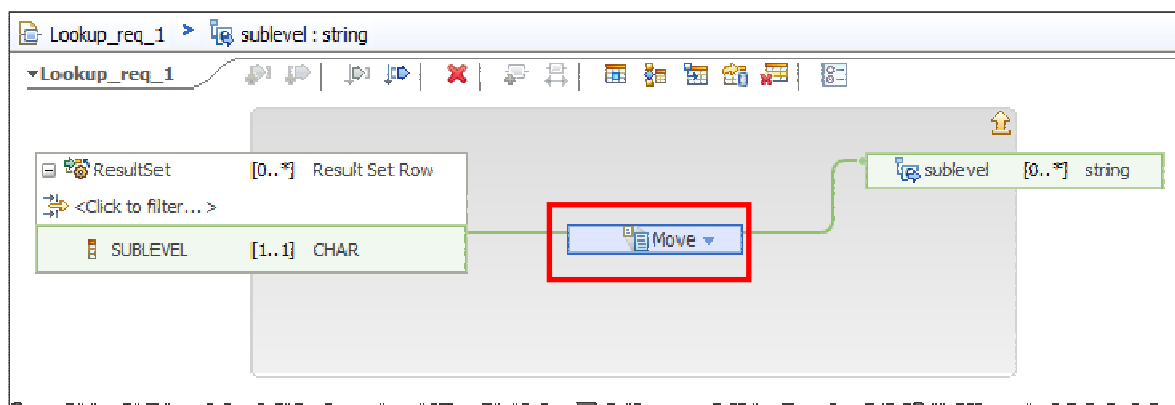 Lookup_req_1 > sublevel : string
Lookup_req_1
ResultSet [0..*] Result Set Row
<Click to filter... >
SUBLEVEL [1..1] CHAR
Move
sublevel [0..*] string